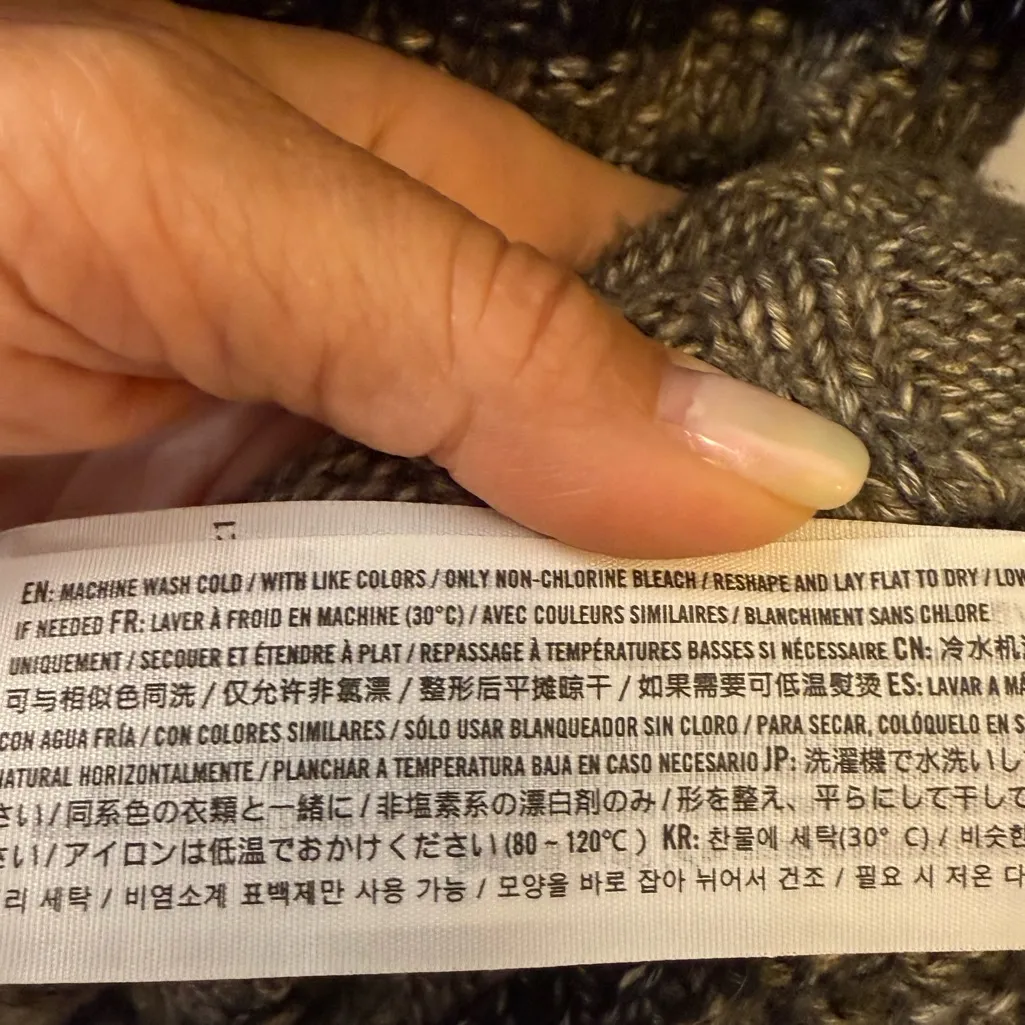 EN: MACHINE WASH COLD / WITH LIKE COLORS / ONLY NON-CHLORINE BLEACH / RESHAPE AND LAY FLAT TO DRY / LOW
IF NEEDED FR: LAVER À FROID EN MACHINE (30°C) / AVEC COULEURS SIMILAIRES / BLANCHIMENT SANS CHLORE
UNIQUEMENT / SECOUER ET ÉTENDRE À PLAT / REPASSAGE À TEMPÉRATURES BASSES SI NÉCESSAIRE CN: 冷水机
可与相似色同洗 / 仅允许非氯漂 / 整形后平摊晾干 / 如果需要可低温熨烫 ES: LAVAR A
CON AGUA FRÍA / CON COLORES SIMILARES / SÓLO USAR BLANQUEADOR SIN CLORO / PARA SECAR, COLÓQUELO EN
NATURAL HORIZONTALMENTE / PLANCHAR A TEMPERATURA BAJA EN CASO NECESARIO JP: 洗濯機で水洗いし
さい / 同系色の衣類と一緒に / 非塩素系の漂白剤のみ / 形を整え、平らにして干して
さい / アイロンは低温でおかけください (80 ~ 120°C ) KR: 찬물에 세탁(30° C) / 비슷한
리 세탁 / 비염소계 표백제만 사용 가능 / 모양을 바로 잡아 뉘어서 건조 / 필요 시 저온 다